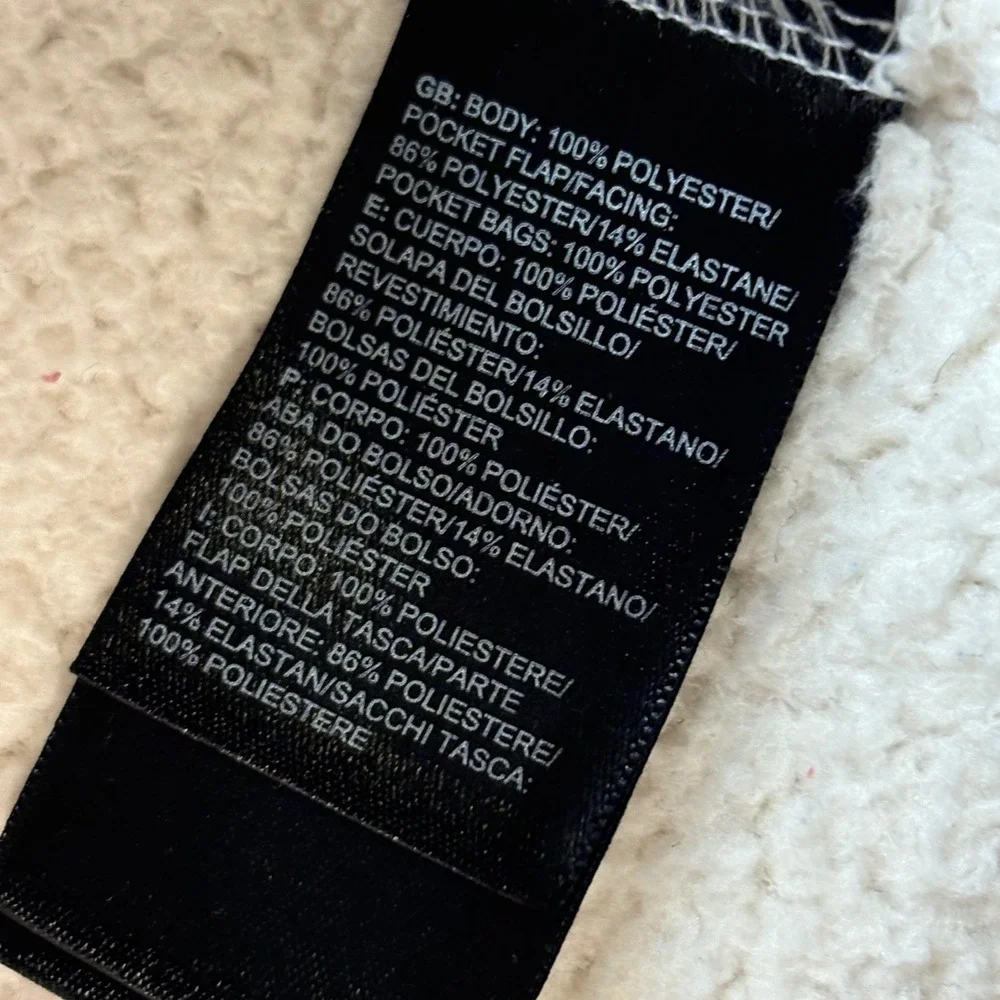 GB: BODY: 100% POLYESTER/
POCKET FLAP/FACING:
86% POLYESTER/14% ELASTANE/
POCKET BAGS: 100% POLYESTER
E: CUERPO: 100% POLIÉSTER/
SOLAPA DEL BOLSILLO/
REVESTIMIENTO:
86% POLIÉSTER/14% ELASTANO/
BOLSAS DEL BOLSILLO:
100% POLIÉSTER
P: CORPO: 100% POLIÉSTER/
ABA DO BOLSO/ADORNO:
86% POLIÉSTER/14% ELASTANO/
BOLSAS DO BOLSO:
100% POLIÉSTER
I: CORPO: 100% POLIESTERE/
FLAP DELLA TASCA/PARTE
ANTERIORE: 86% POLIESTERE/
14% ELASTAN/SACCHI TASCA:
100% POLIESTERE